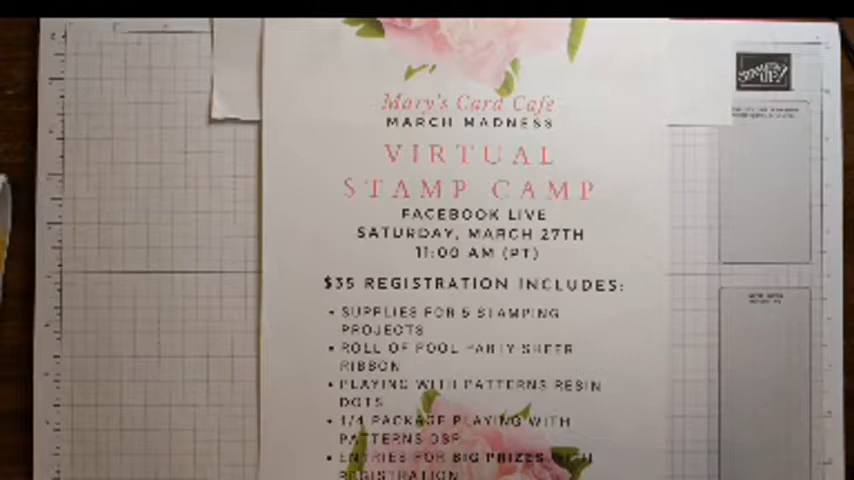 STAMPIN' UP!
Mary's Card Cafe
MARCH MADNESS
VIRTUAL
STAMP CAMP
FACEBOOK LIVE
SATURDAY, MARCH 27TH
11:00 AM (PT)
$35 REGISTRATION INCLUDES:
• SUPPLIES FOR 5 STAMPING
PROJECTS
• ROLL OF POOL PARTY SHEER
RIBBON
• PLAYING WITH PATTERNS RESIN
DOTS
• 1/4 PACKAGE PLAYING WITH
PATTERNS DSP
• ENTRIES FOR BIG PRIZES WITH
REGISTRATION